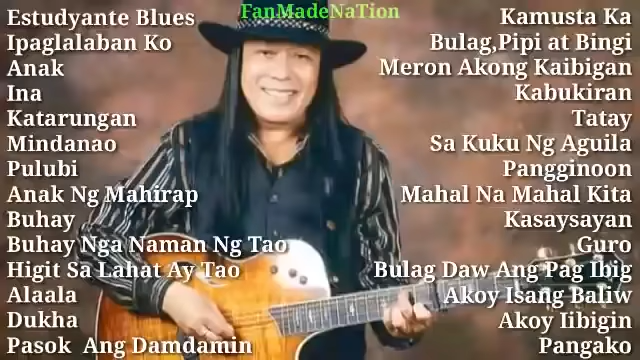 FanMadeNaTion
Estudyante Blues
Ipaglalaban Ko
Anak
Ina
Katarungan
Mindanao
Pulubi
Anak Ng Mahirap
Buhay
Buhay Nga Naman Ng Tao
Higit Sa Lahat Ay Tao
Alaala
Dukha
Pasok Ang Damdamin
Kamusta Ka
Bulag,Pipi at Bingi
Meron Akong Kaibigan
Kabukiran
Tatay
Sa Kuku Ng Aguila
Pangginoon
Mahal Na Mahal Kita
Kasaysayan
Guro
Bulag Daw Ang Pag Ibig
Akoy Isang Baliw
Akoy Iibigin
Pangako